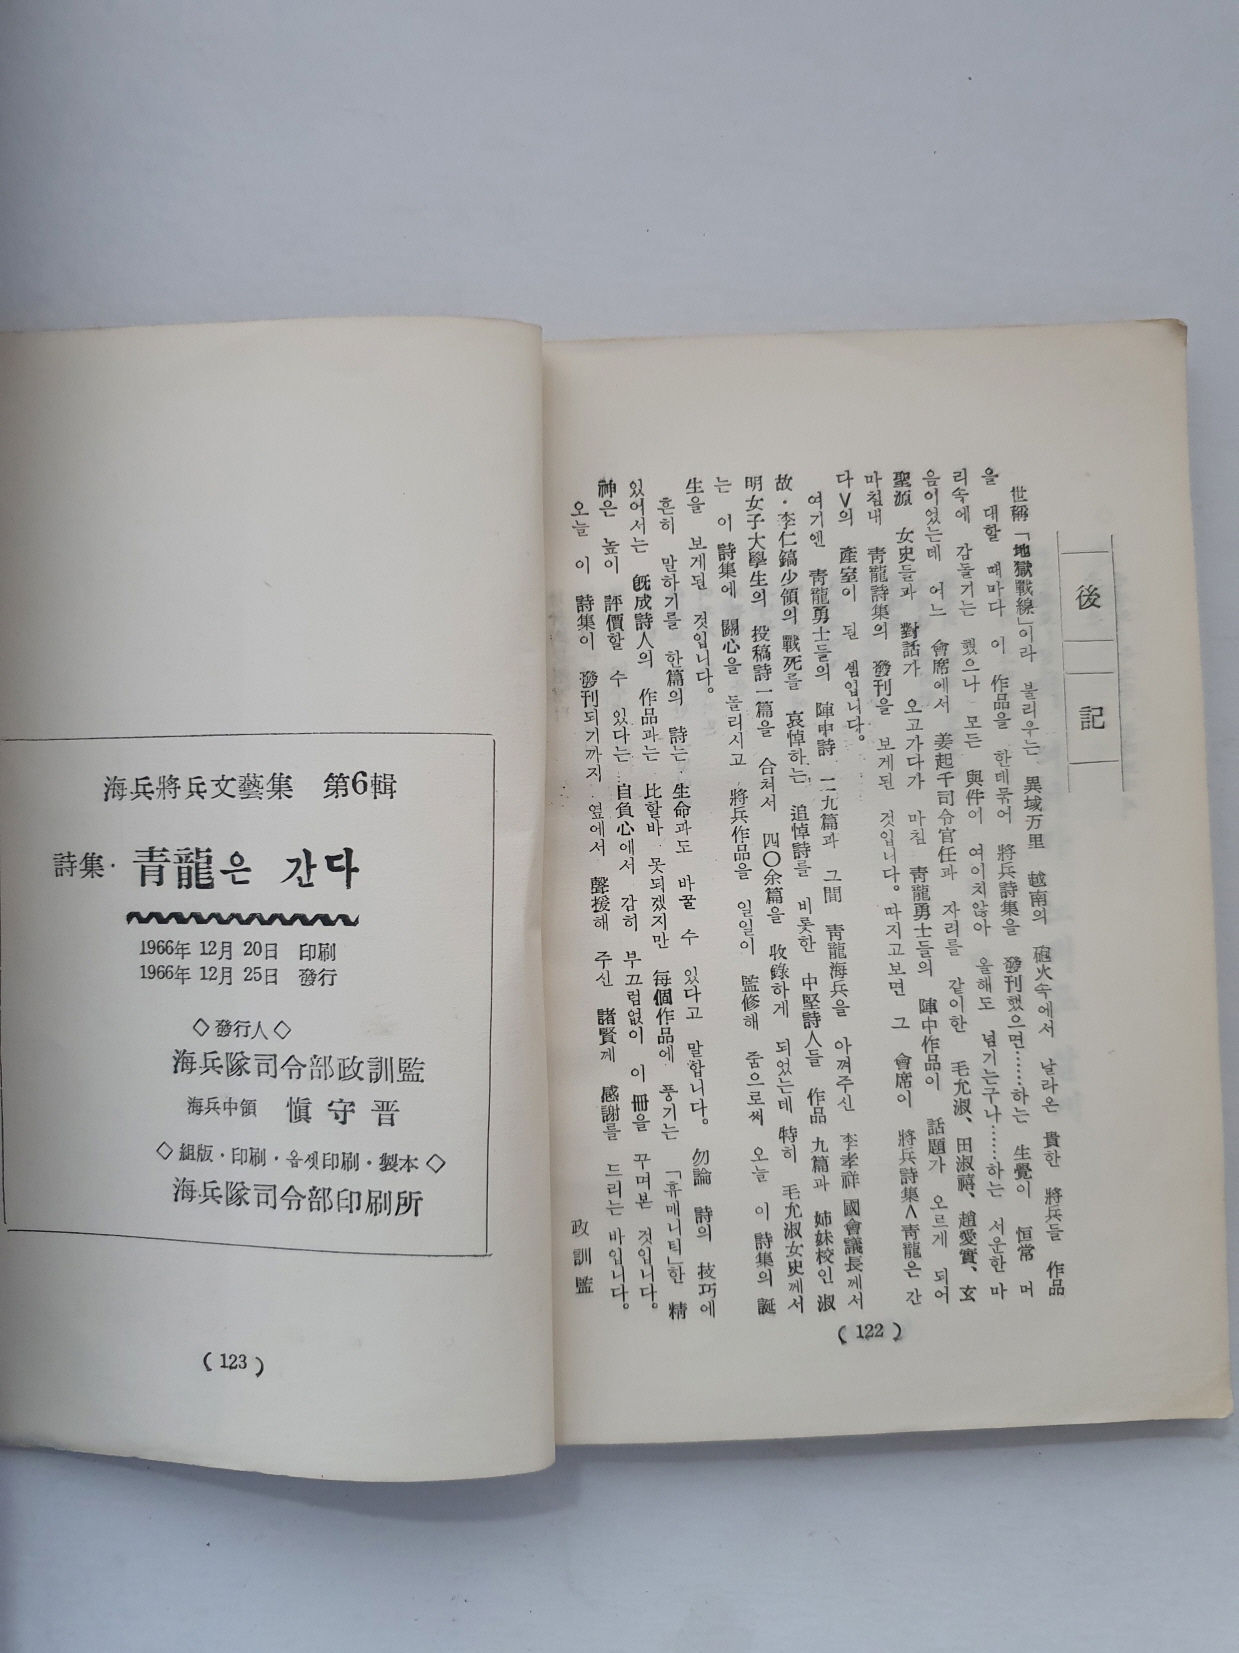 後記
世稱「地獄戰線」이라 불리우는 異域万里 越南의 砲火속에서 날라온 貴한 將兵들 作品
을 대할 때마다 이 作品을 한데묶어 將兵詩集을 發刊했으면……하는 生覺이 恒常 머
리속에 감돌기는 했으나 모든 與件이 여이치않아 올해도 넘기는구나……하는 서운한 마
음이었는데 어느 會席에서 姜起千司令官任과 자리를 같이한 毛允淑、田淑禧、趙愛實、玄
聖源 女史들과 對話가 오고가다가 마침 靑龍勇士들의 陣中作品이 話題가 오르게 되어
마침내 靑龍詩集의 發刊을 보게된 것입니다. 따지고보면 그 會席이 將兵詩集<靑龍은 간
다>의 產室이 된 셈입니다.
여기엔 靑龍勇士들의 陣中詩 二九篇과 그間 靑龍海兵을 아껴주신 李孝祥 國會議長께서
故·李仁鎬少領의 戰死를 哀悼하는 追悼詩를 비롯한 中堅詩人들 作品 九篇과 姉妹校인 淑
明女子大學生의 投稿詩一篇을 合쳐서 四〇余篇을 收錄하게 되었는데 特히 毛允淑女史께서
는 이 詩集에 關心을 돌리시고 將兵作品을 일일이 監修해 줌으로써 오늘 이 詩集의 誕
生을 보게된 것입니다.
흔히 말하기를 한篇의 詩는 生命과도 바꿀 수 있다고 말합니다. 勿論 詩의 技巧에
있어서는 旣成詩人의 作品과는 比할바 못되겠지만 每個作品에 풍기는 「휴메니티」한 精
神은 높이 評價할 수 있다는 自負心에서 감히 부끄럼없이 이 冊을 꾸며본 것입니다.
오늘 이 詩集이 發刊되기까지 옆에서 聲援해 주신 諸賢께 感謝를 드리는 바입니다.
政訓監
( 122 )
海兵將兵文藝集 第6輯
詩集· 靑龍은 간다
1966年 12月 20日 印刷
1966年 12月 25日 發行
◇發行人◇
海兵隊司令部政訓監
海兵中領 愼守晋
◇組版·印刷·옵셋印刷·製本◇
海兵隊司令部印刷所
( 123 )